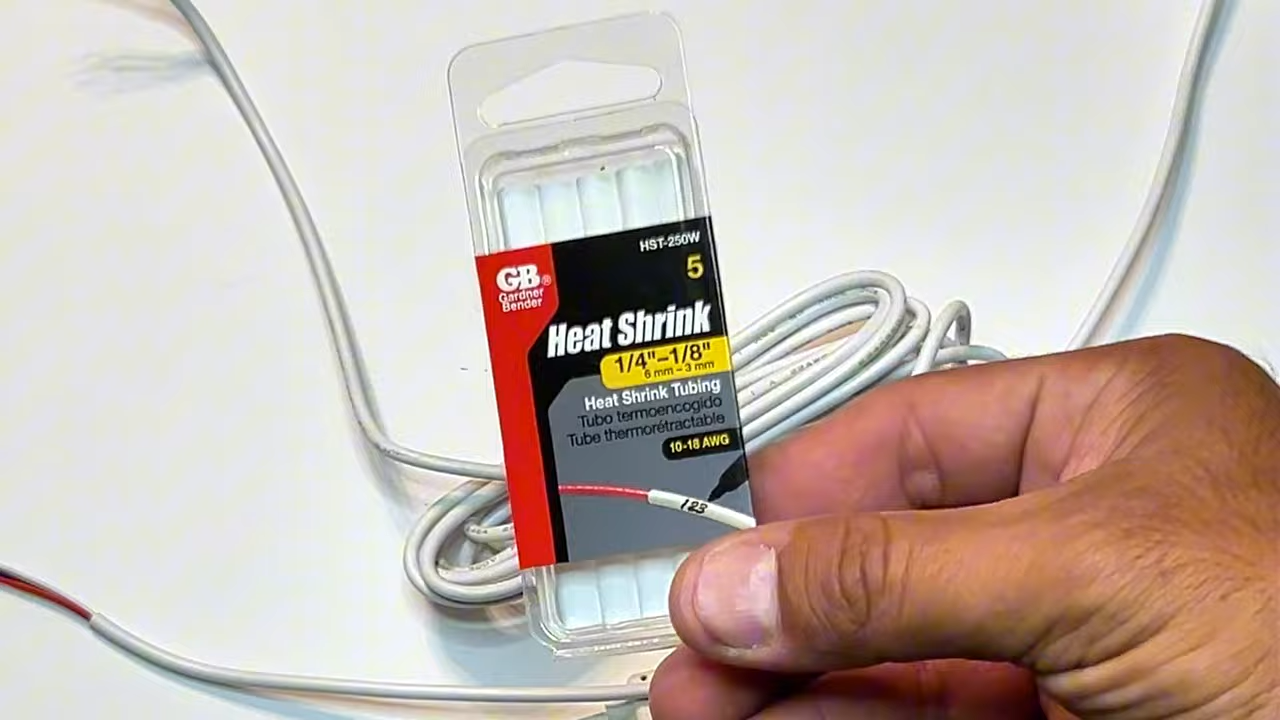 HST-250W
5
GB®
Gardner
Bender
Heat Shrink
1/4"–1/8"
6 mm – 3 mm
Heat Shrink Tubing
Tubo termoencogido
Tube thermorétractable
10-18 AWG
123